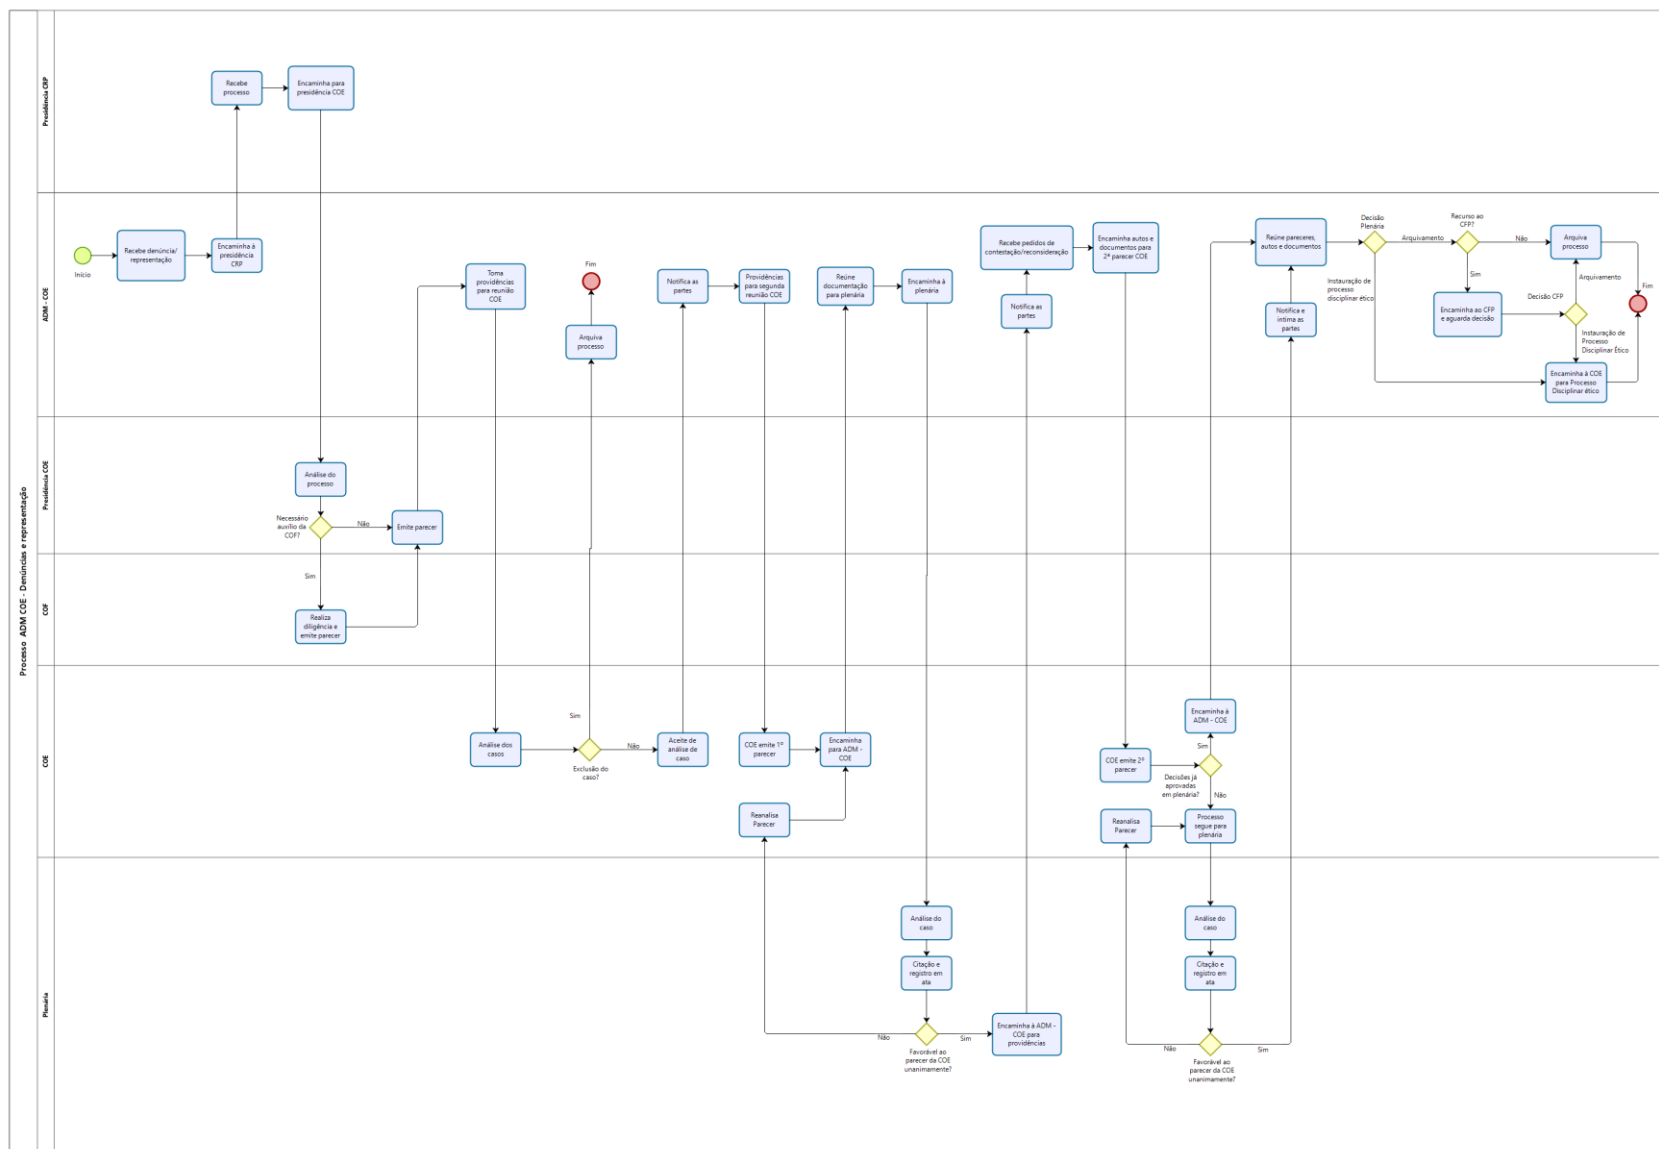 Processo ADM COE - Denúncias e representação
Presidência CRP
Recebe
processo
Encaminha para
presidência COE
ADM - COE
Início
Recebe denúncia/
representação
Encaminha à
presidência
CRP
Toma
providências
para reunião
COE
Fim
Arquiva
processo
Notifica as
partes
Providências
para segunda
reunião COE
Reúne
documentação
para plenária
Encaminha à
plenária
Recebe pedidos de
contestação/reconsideração
Notifica as
partes
Encaminha autos e
documentos para
2º parecer COE
Reúne pareceres,
autos e documentos
Notifica e
intima as
partes
Decisão
Plenária
Arquivamento
Instauração de
processo
disciplinar ético
Recurso ao
CFP?
Não
Sim
Arquiva
processo
Encaminha ao CFP
e aguarda decisão
Decisão CFP
Arquivamento
Instauração de
Processo
Disciplinar Ético
Encaminha à COE
para Processo
Disciplinar ético
Fim
Presidência COE
Análise do
processo
Necessário
auxílio da
COF?
Não
Emite parecer
Sim
COF
Realiza
diligência e
emite parecer
COE
Análise dos
casos
Sim
Exclusão do
caso?
Não
Aceite de
análise de
caso
COE emite 1º
parecer
Encaminha
para ADM -
COE
Reanalisa
Parecer
COE emite 2º
parecer
Encaminha à
ADM - COE
Sim
Decisões já
aprovadas
em plenária?
Não
Reanalisa
Parecer
Processo
segue para
plenária
Plenária
Análise do
caso
Citação e
registro em
ata
Não
Favorável ao
parecer da COE
unanimamente?
Sim
Encaminha à ADM -
COE para
providências
Análise do
caso
Citação e
registro em
ata
Não
Favorável ao
parecer da COE
unanimamente?
Sim